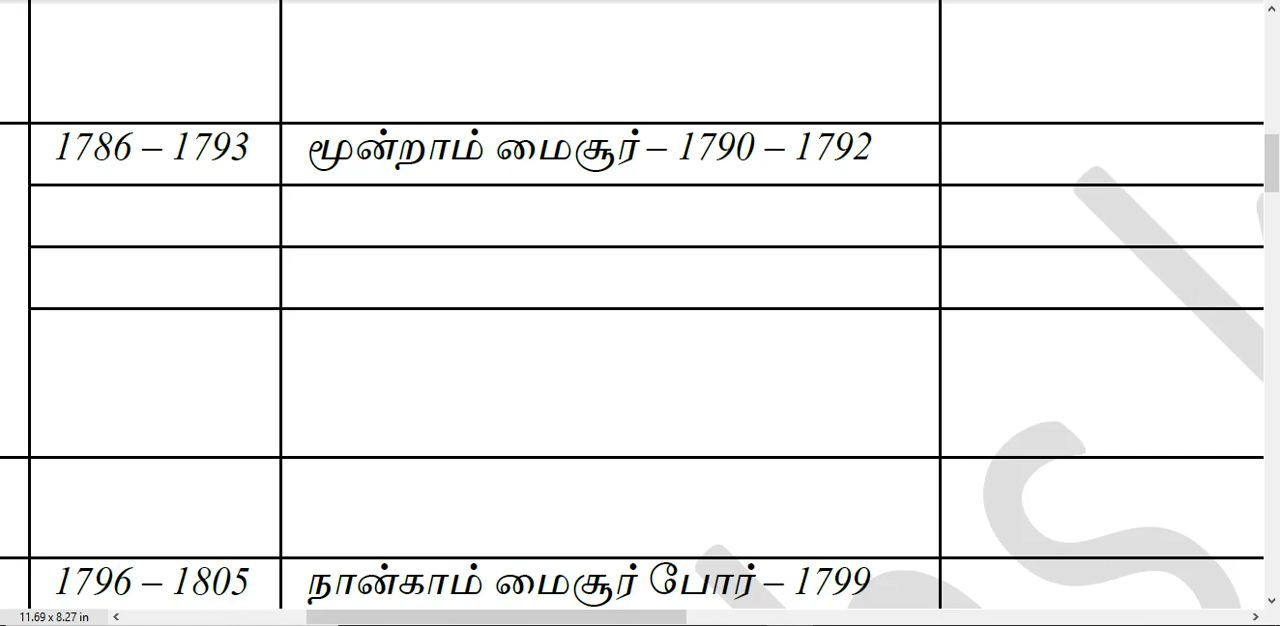 1786 – 1793 மூன்றாம் மைசூர் – 1790 – 1792
1796 – 1805 நான்காம் மைசூர் போர் – 1799
11.69 x 8.27 in